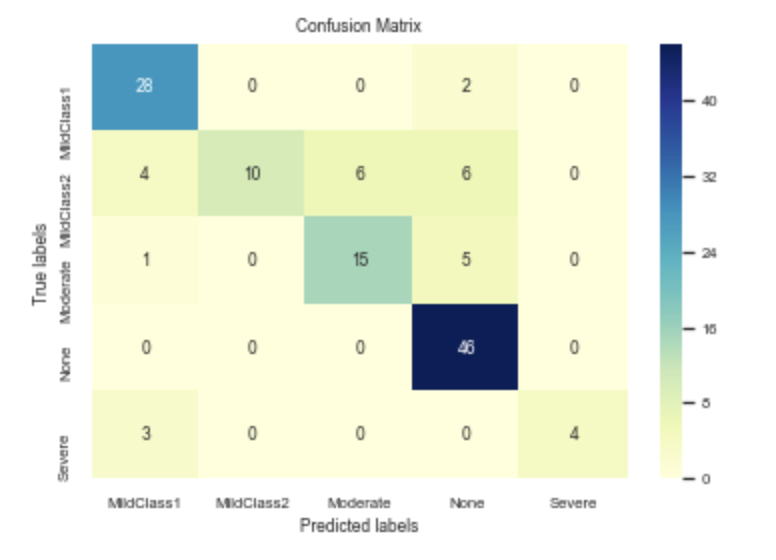 Confusion Matrix
MildClass1 28 0 0 2 0
MildClass2 4 10 6 6 0
Moderate 1 0 15 5 0
None 0 0 0 46 0
Severe 3 0 0 0 4
True labels
MildClass1 MildClass2 Moderate None Severe
Predicted labels
40
32
24
16
8
0